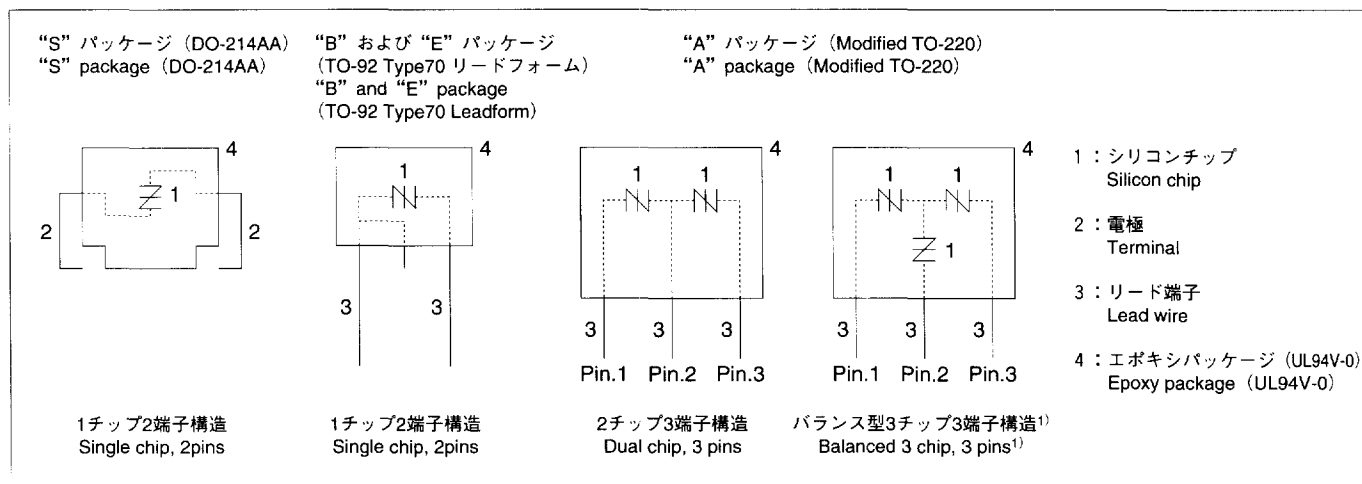 “S” パッケージ（DO-214AA）
“S” package（DO-214AA）
“B” および “E” パッケージ
（TO-92 Type70 リードフォーム）
“B” and “E” package
（TO-92 Type70 Leadform）
“A” パッケージ（Modified TO-220）
“A” package（Modified TO-220）
4
1
2
2
1チップ2端子構造
Single chip, 2pins
4
1
3
3
1チップ2端子構造
Single chip, 2pins
4
1
1
3
3
3
Pin.1
Pin.2
Pin.3
2チップ3端子構造
Dual chip, 3 pins
4
1
1
1
3
3
3
Pin.1
Pin.2
Pin.3
バランス型3チップ3端子構造1)
Balanced 3 chip, 3 pins1)
1：シリコンチップ
Silicon chip
2：電極
Terminal
3：リード端子
Lead wire
4：エポキシパッケージ（UL94V-0）
Epoxy package（UL94V-0）